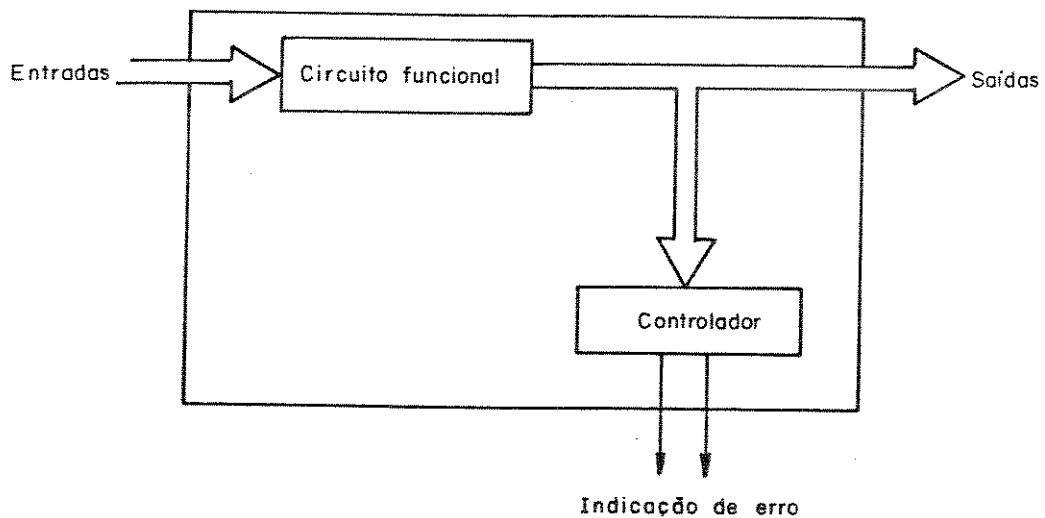 Entradas
Circuito funcional
Saídas
Controlador
Indicação de erro